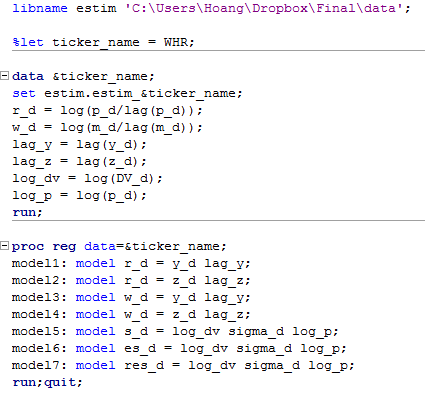 libname estim 'C:\Users\Hoang\Dropbox\Final\data';
%let ticker_name = WHR;
data &ticker_name;
set estim.estim_&ticker_name;
r_d = log(p_d/lag(p_d));
w_d = log(m_d/lag(m_d));
lag_y = lag(y_d);
lag_z = lag(z_d);
log_dv = log(DV_d);
log_p = log(p_d);
run;
proc reg data=&ticker_name;
model1: model r_d = y_d lag_y;
model2: model r_d = z_d lag_z;
model3: model w_d = y_d lag_y;
model4: model w_d = z_d lag_z;
model5: model s_d = log_dv sigma_d log_p;
model6: model es_d = log_dv sigma_d log_p;
model7: model res_d = log_dv sigma_d log_p;
run;quit;